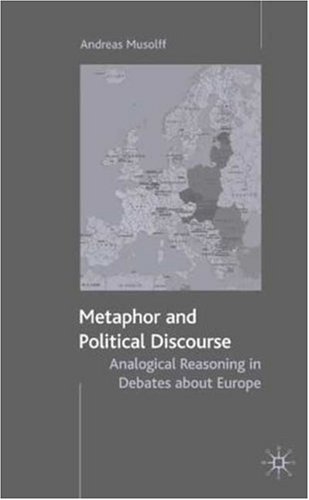 Andreas Musolff
Metaphor and
Political Discourse
Analogical Reasoning in
Debates about Europe